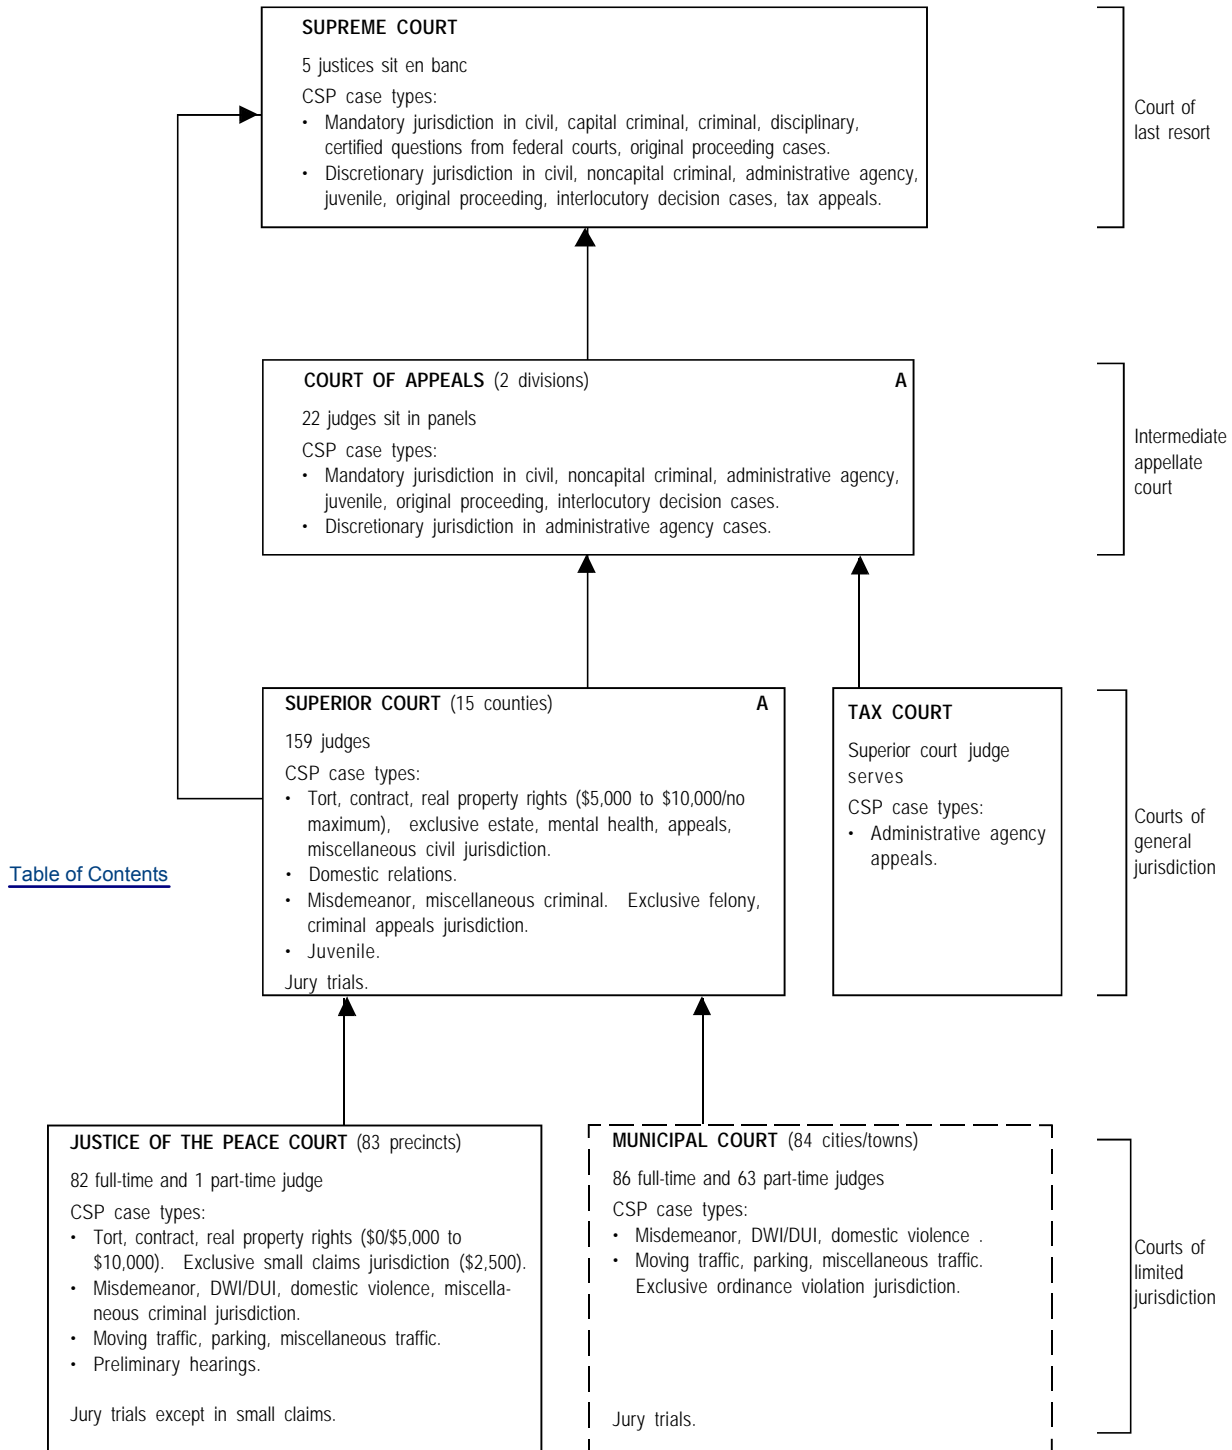 SUPREME COURT
5 justices sit en banc
CSP case types:
• Mandatory jurisdiction in civil, capital criminal, criminal, disciplinary,
certified questions from federal courts, original proceeding cases.
• Discretionary jurisdiction in civil, noncapital criminal, administrative agency,
juvenile, original proceeding, interlocutory decision cases, tax appeals.
Court of
last resort
COURT OF APPEALS (2 divisions) A
22 judges sit in panels
CSP case types:
• Mandatory jurisdiction in civil, noncapital criminal, administrative agency,
juvenile, original proceeding, interlocutory decision cases.
• Discretionary jurisdiction in administrative agency cases.
Intermediate
appellate
court
SUPERIOR COURT (15 counties) A
159 judges
CSP case types:
• Tort, contract, real property rights ($5,000 to $10,000/no
maximum), exclusive estate, mental health, appeals,
miscellaneous civil jurisdiction.
• Domestic relations.
• Misdemeanor, miscellaneous criminal. Exclusive felony,
criminal appeals jurisdiction.
• Juvenile.
Jury trials.
TAX COURT
Superior court judge
serves
CSP case types:
• Administrative agency
appeals.
Courts of
general
jurisdiction
Table of Contents
JUSTICE OF THE PEACE COURT (83 precincts)
82 full-time and 1 part-time judge
CSP case types:
• Tort, contract, real property rights ($0/$5,000 to
$10,000). Exclusive small claims jurisdiction ($2,500).
• Misdemeanor, DWI/DUI, domestic violence, miscella-
neous criminal jurisdiction.
• Moving traffic, parking, miscellaneous traffic.
• Preliminary hearings.
Jury trials except in small claims.
MUNICIPAL COURT (84 cities/towns)
86 full-time and 63 part-time judges
CSP case types:
• Misdemeanor, DWI/DUI, domestic violence .
• Moving traffic, parking, miscellaneous traffic.
Exclusive ordinance violation jurisdiction.
Jury trials.
Courts of
limited
jurisdiction